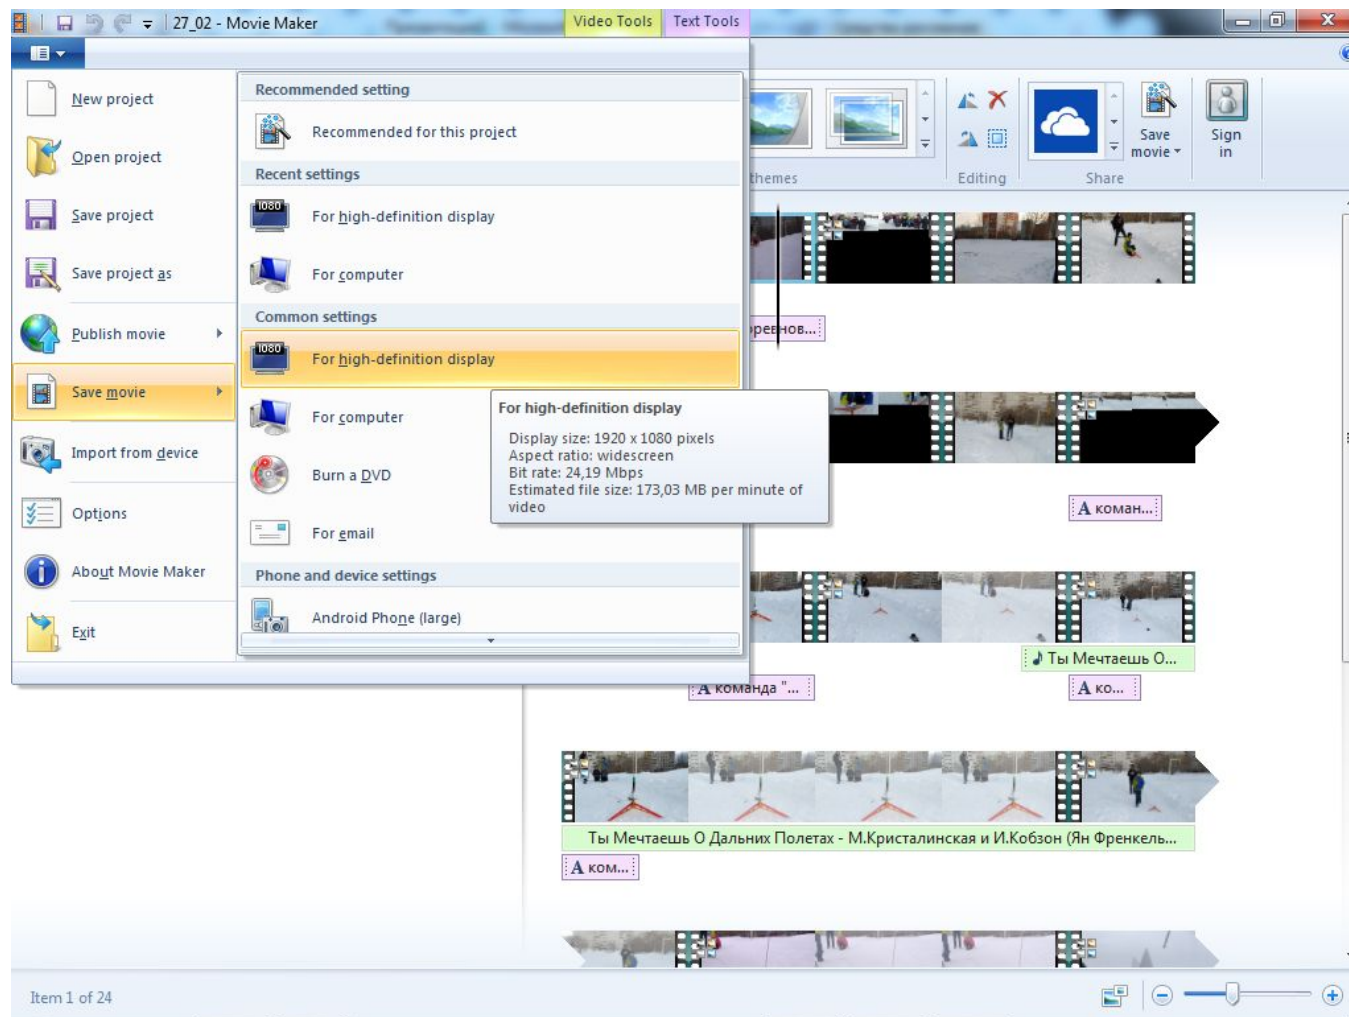 27_02 - Movie Maker
Video Tools
Text Tools
New project
Open project
Save project
Save project as
Publish movie
Save movie
Import from device
Options
About Movie Maker
Exit
Recommended setting
Recommended for this project
Recent settings
1080
For high-definition display
For computer
Common settings
1080
For high-definition display
For computer
Burn a DVD
For email
Phone and device settings
Android Phone (large)
For high-definition display
Display size: 1920 x 1080 pixels
Aspect ratio: widescreen
Bit rate: 24,19 Mbps
Estimated file size: 173,03 MB per minute of
video
themes
Editing
Save
movie
Share
Sign
in
оревнов...
A коман...
Ты Мечтаешь О...
A команда "...
A ко...
Ты Мечтаешь О Дальних Полетах - М.Кристалинская и И.Кобзон (Ян Френкель...
A ком...
Item 1 of 24